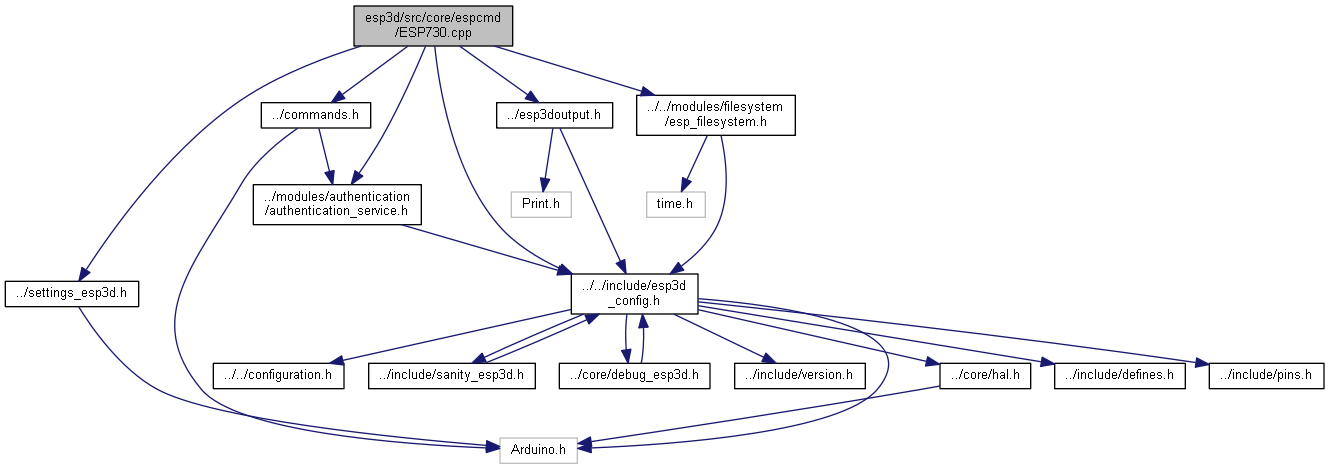 esp3d/src/core/espcmd
/ESP730.cpp
../commands.h
../esp3doutput.h
../../modules/filesystem
/esp_filesystem.h
../modules/authentication
/authentication_service.h
Print.h
time.h
../settings_esp3d.h
../../include/esp3d
_config.h
../../configuration.h
../include/sanity_esp3d.h
../core/debug_esp3d.h
../include/version.h
../core/hal.h
../include/defines.h
../include/pins.h
Arduino.h